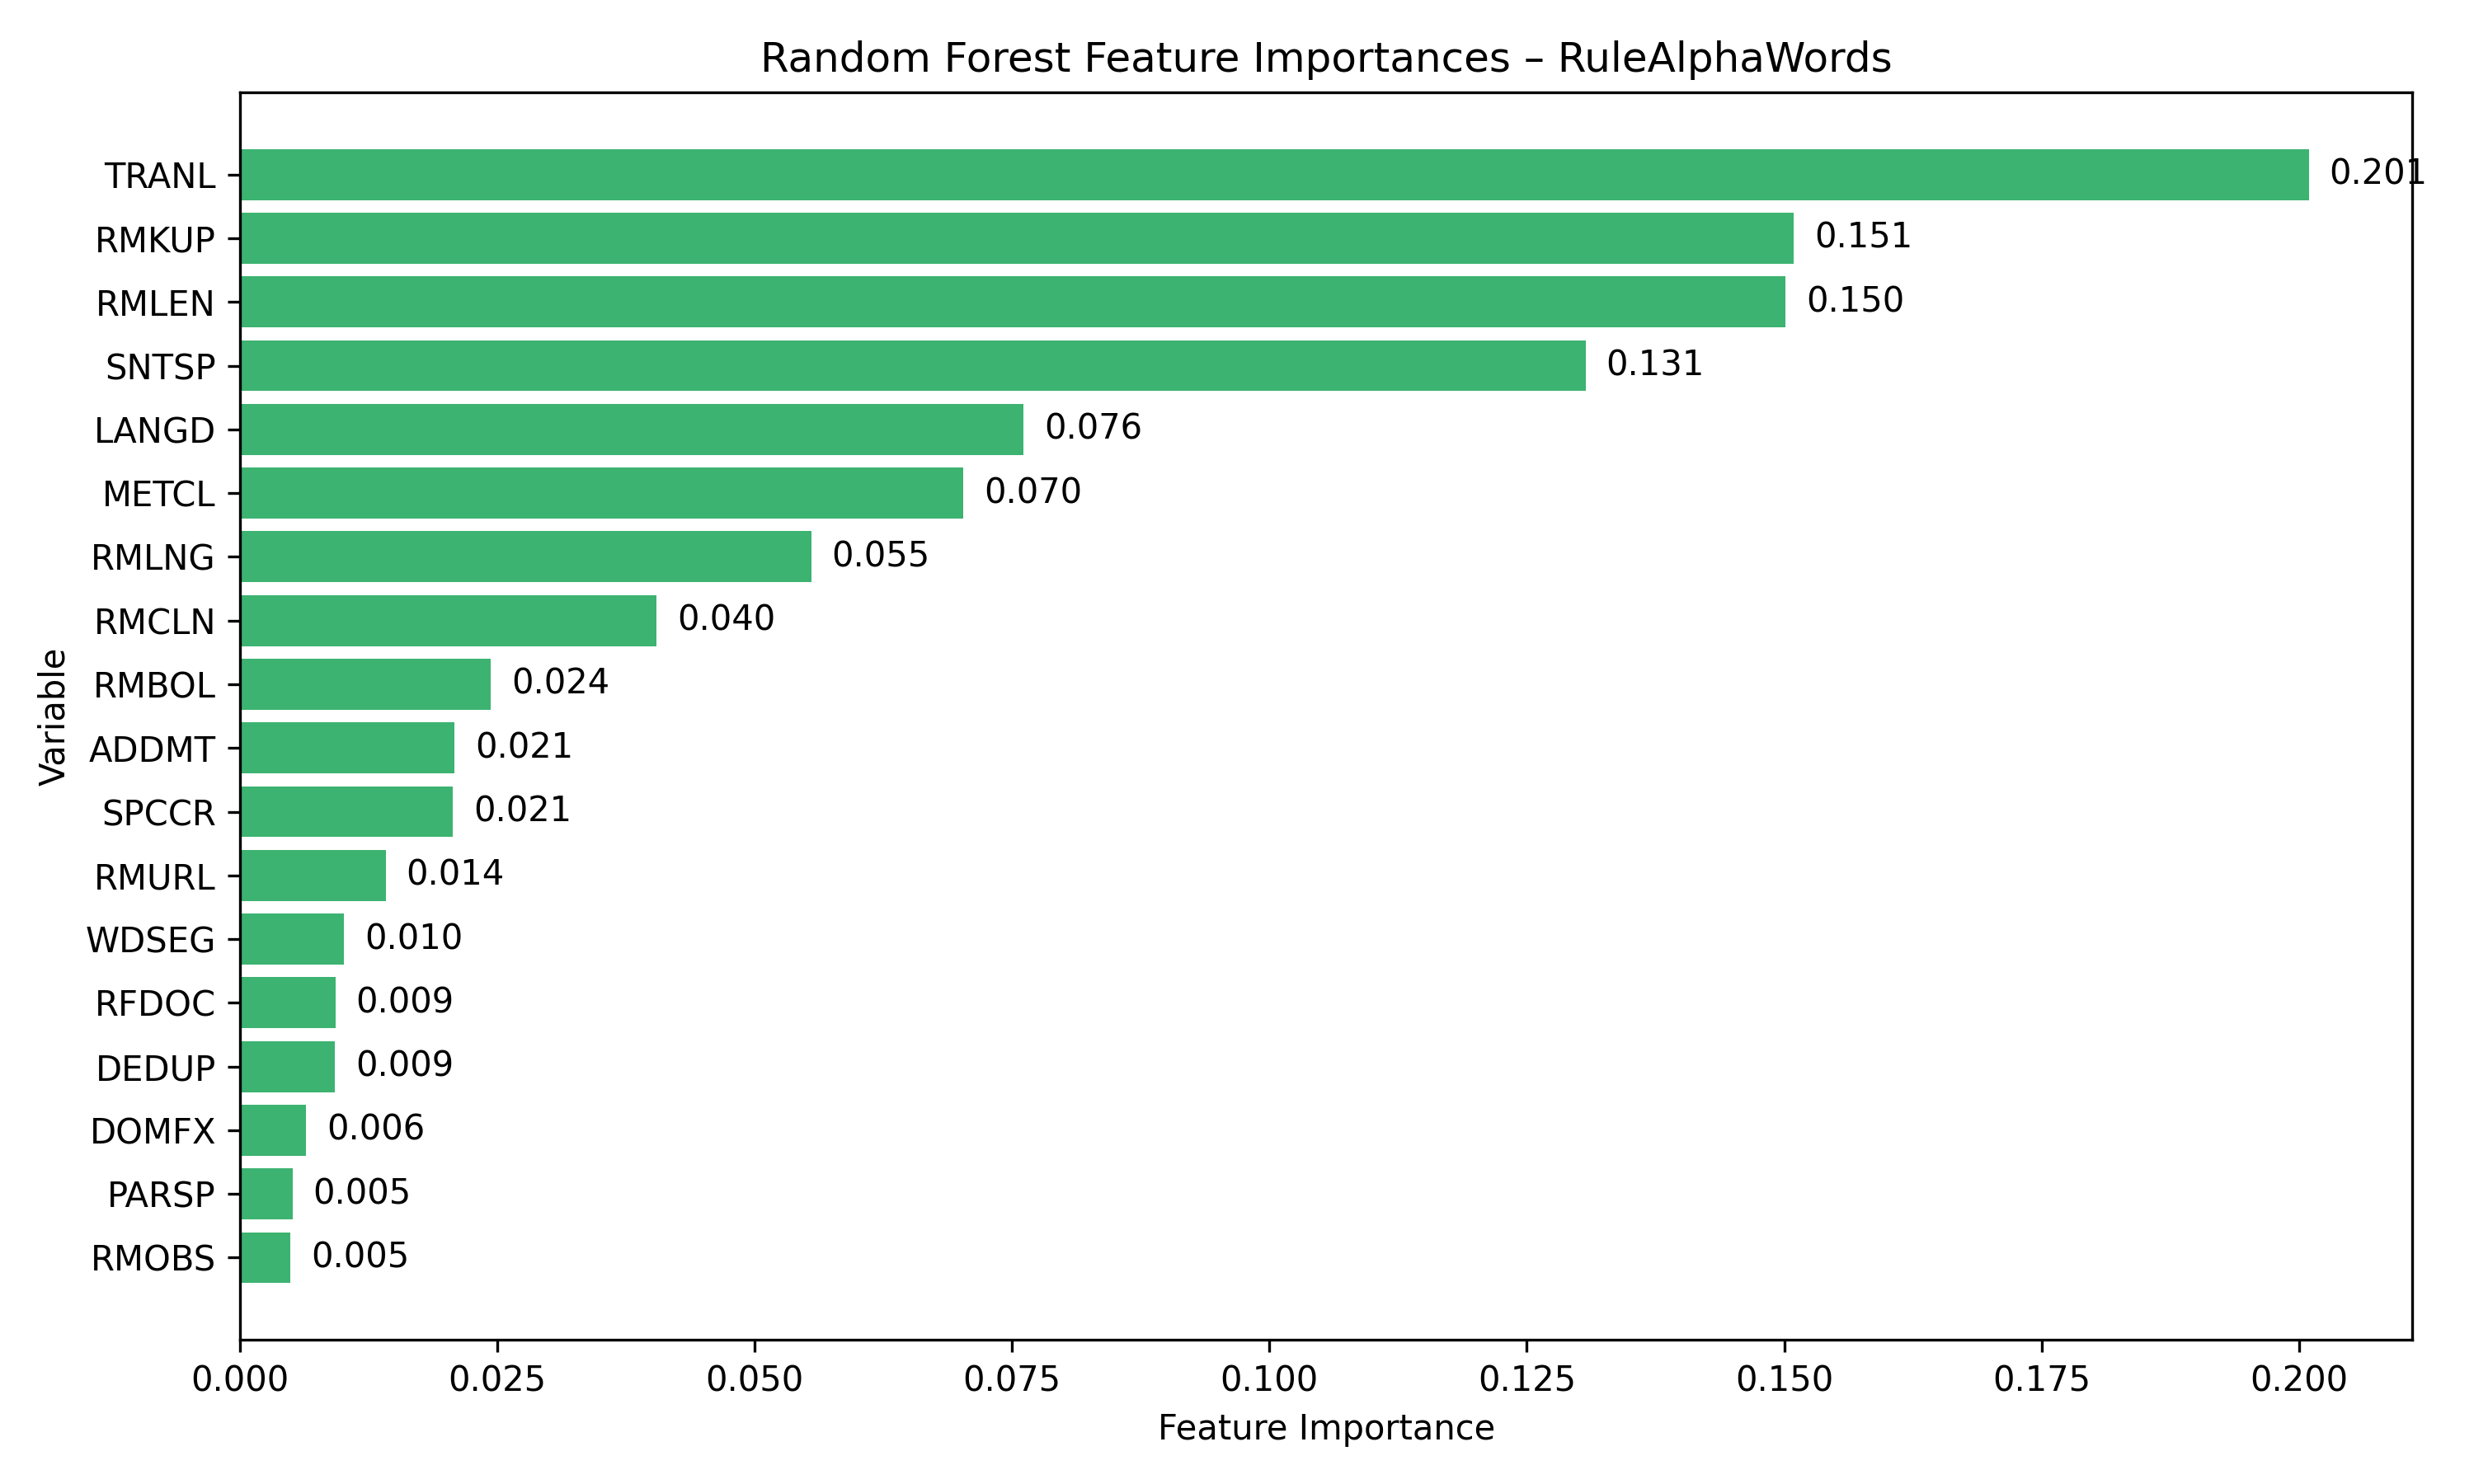 Random Forest Feature Importances – RuleAlphaWords
TRANL 0.201
RMKUP 0.151
RMLEN 0.150
SNTSP 0.131
LANGD 0.076
METCL 0.070
RMLNG 0.055
RMCLN 0.040
RMBOL 0.024
ADDMT 0.021
SPCCR 0.021
RMURL 0.014
WDSEG 0.010
RFDOC 0.009
DEDUP 0.009
DOMFX 0.006
PARSP 0.005
RMOBS 0.005
Variable
0.000 0.025 0.050 0.075 0.100 0.125 0.150 0.175 0.200
Feature Importance